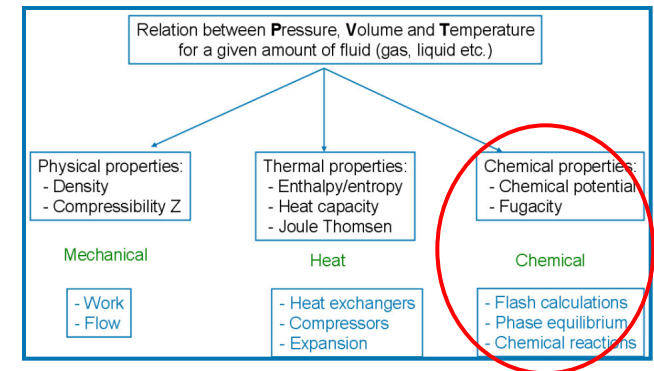 Relation between Pressure, Volume and Temperature
for a given amount of fluid (gas, liquid etc.)
Physical properties:
- Density
- Compressibility Z
Thermal properties:
- Enthalpy/entropy
- Heat capacity
- Joule Thomsen
Chemical properties:
- Chemical potential
- Fugacity
Mechanical
Heat
Chemical
- Work
- Flow
- Heat exchangers
- Compressors
- Expansion
- Flash calculations
- Phase equilibrium
- Chemical reactions